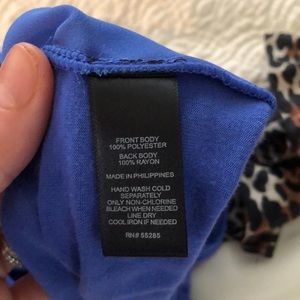 FRONT BODY
100% POLYESTER
BACK BODY
100% RAYON
MADE IN PHILIPPINES
HAND WASH COLD
SEPARATELY
ONLY NON-CHLORINE
BLEACH WHEN NEEDED
LINE DRY
COOL IRON IF NEEDED
RN# 55285